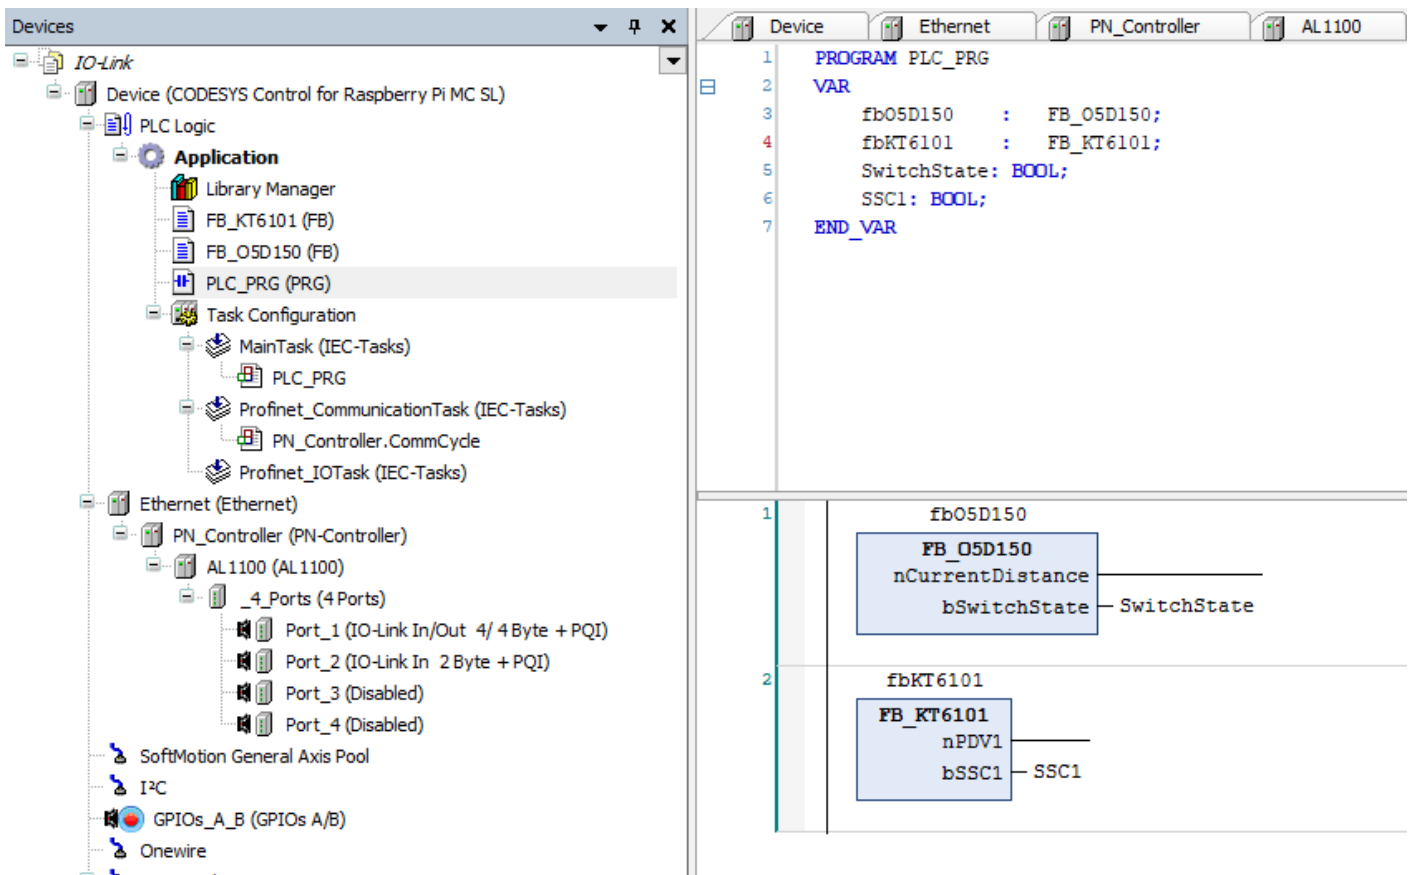 Devices
IO-Link
Device (CODESYS Control for Raspberry Pi MC SL)
PLC Logic
Application
Library Manager
FB_KT6101 (FB)
FB_O5D150 (FB)
PLC_PRG (PRG)
Task Configuration
MainTask (IEC-Tasks)
PLC_PRG
Profinet_CommunicationTask (IEC-Tasks)
PN_Controller.CommCycle
Profinet_IOTask (IEC-Tasks)
Ethernet (Ethernet)
PN_Controller (PN-Controller)
AL1100 (AL1100)
_4_Ports (4 Ports)
Port_1 (IO-Link In/Out 4/ 4 Byte + PQI)
Port_2 (IO-Link In 2 Byte + PQI)
Port_3 (Disabled)
Port_4 (Disabled)
SoftMotion General Axis Pool
I²C
GPIOs_A_B (GPIOs A/B)
Onewire
Device Ethernet PN_Controller AL1100
1 PROGRAM PLC_PRG
2 VAR
3 fbO5D150 : FB_O5D150;
4 fbKT6101 : FB_KT6101;
5 SwitchState: BOOL;
6 SSC1: BOOL;
7 END_VAR
1 fbO5D150
FB_O5D150
nCurrentDistance
bSwitchState SwitchState
2 fbKT6101
FB_KT6101
nPDV1
bSSC1 SSC1